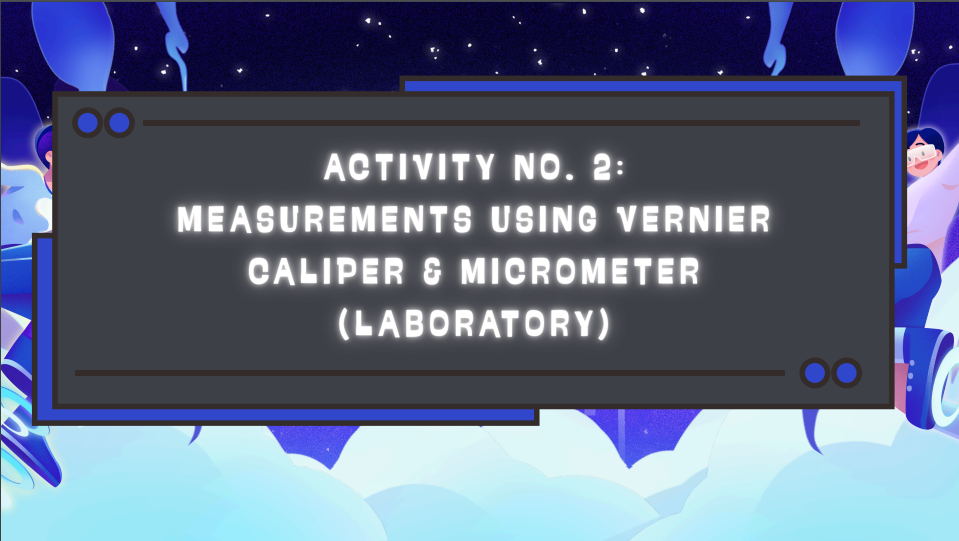 ACTIVITY NO. 2:
MEASUREMENTS USING VERNIER
CALIPER & MICROMETER
(LABORATORY)